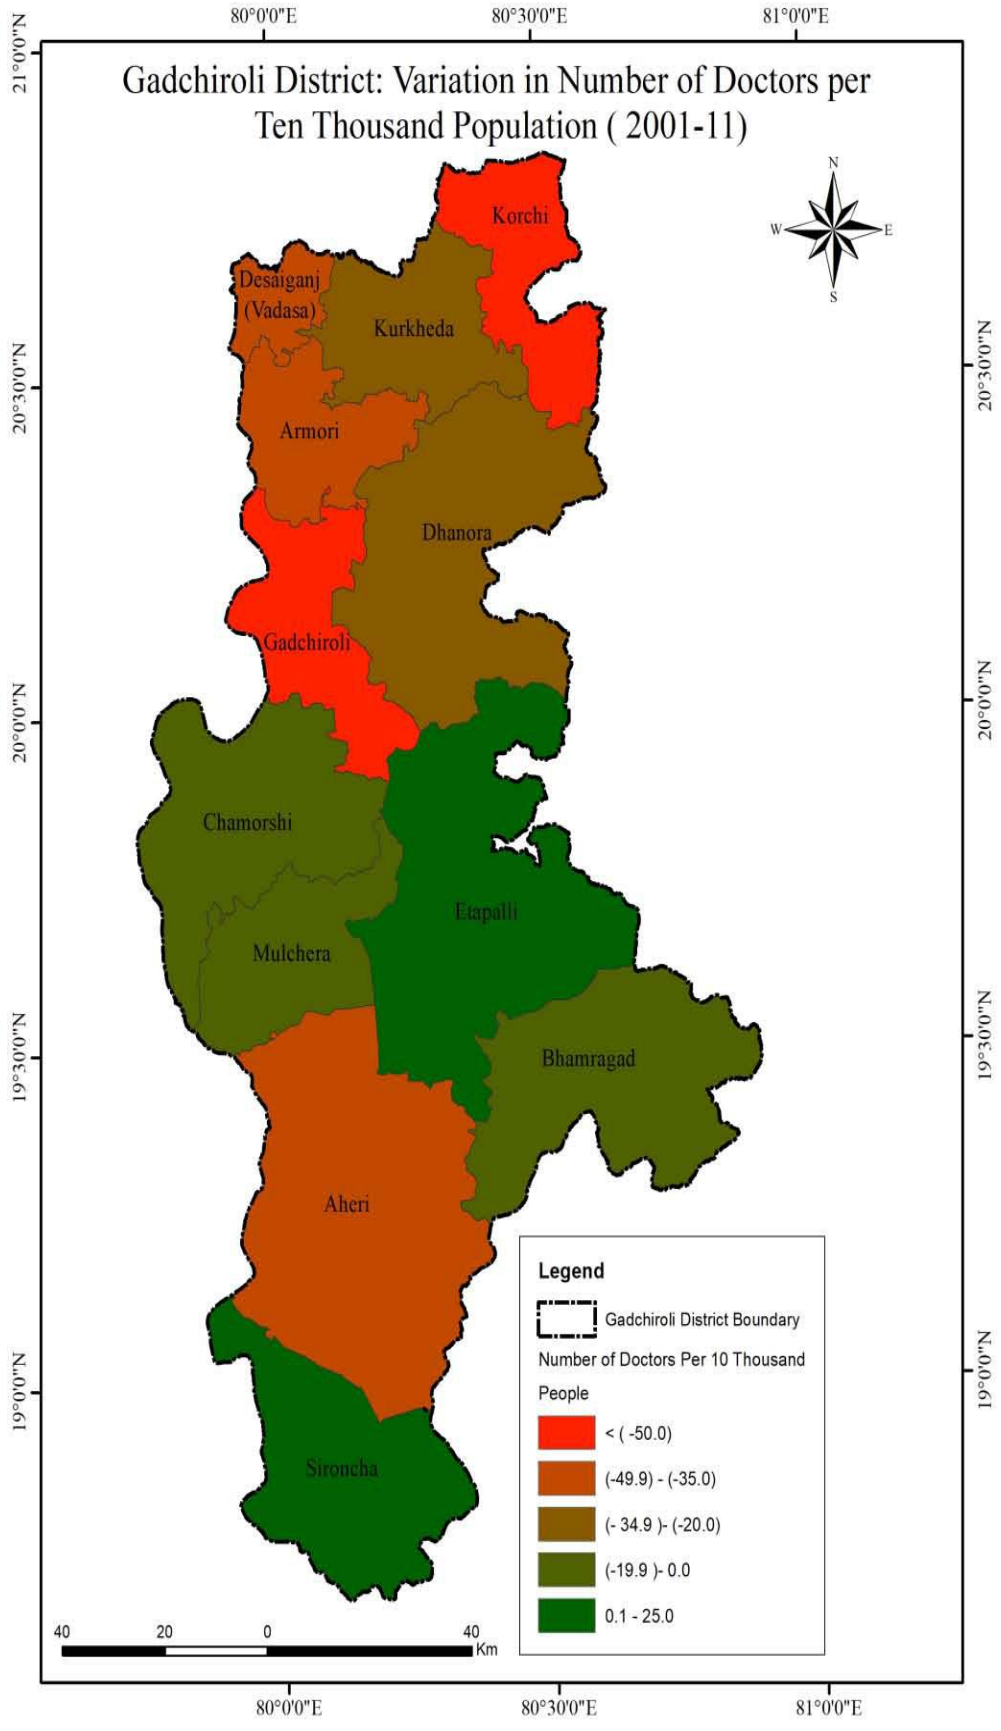 80°0'0"E 80°30'0"E 81°0'0"E
21°0'0"N
Gadchiroli District: Variation in Number of Doctors per
Ten Thousand Population ( 2001-11)
N
W E
S
Korchi
Desaiganj
(Vadasa)
Kurkheda
20°30'0"N 20°30'0"N
Armori
Dhanora
Gadchiroli
20°0'0"N 20°0'0"N
Chamorshi
Etapalli
Mulchera
19°30'0"N 19°30'0"N
Bhamragad
Aheri
Legend
Gadchiroli District Boundary
Number of Doctors Per 10 Thousand
People
< ( -50.0)
(-49.9) - (-35.0)
(- 34.9 )- (-20.0)
(-19.9 )- 0.0
0.1 - 25.0
19°0'0"N 19°0'0"N
Sironcha
40 20 0 40
Km
80°0'0"E 80°30'0"E 81°0'0"E